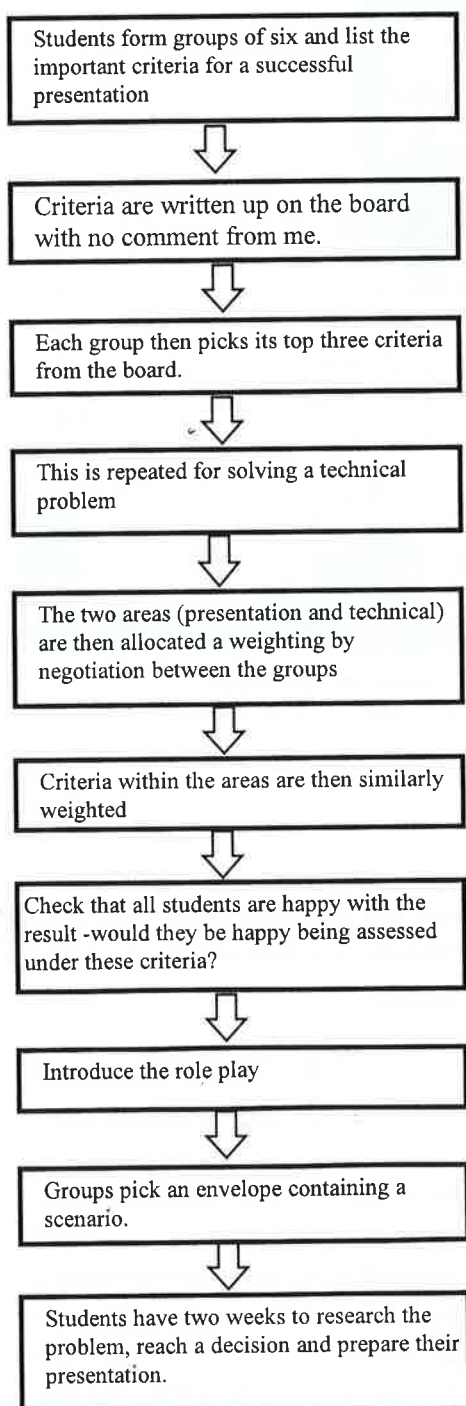 Students form groups of six and list the
important criteria for a successful
presentation
Criteria are written up on the board
with no comment from me.
Each group then picks its top three criteria
from the board.
This is repeated for solving a technical
problem
The two areas (presentation and technical)
are then allocated a weighting by
negotiation between the groups
Criteria within the areas are then similarly
weighted
Check that all students are happy with the
result -would they be happy being assessed
under these criteria?
Introduce the role play
Groups pick an envelope containing a
scenario.
Students have two weeks to research the
problem, reach a decision and prepare their
presentation.